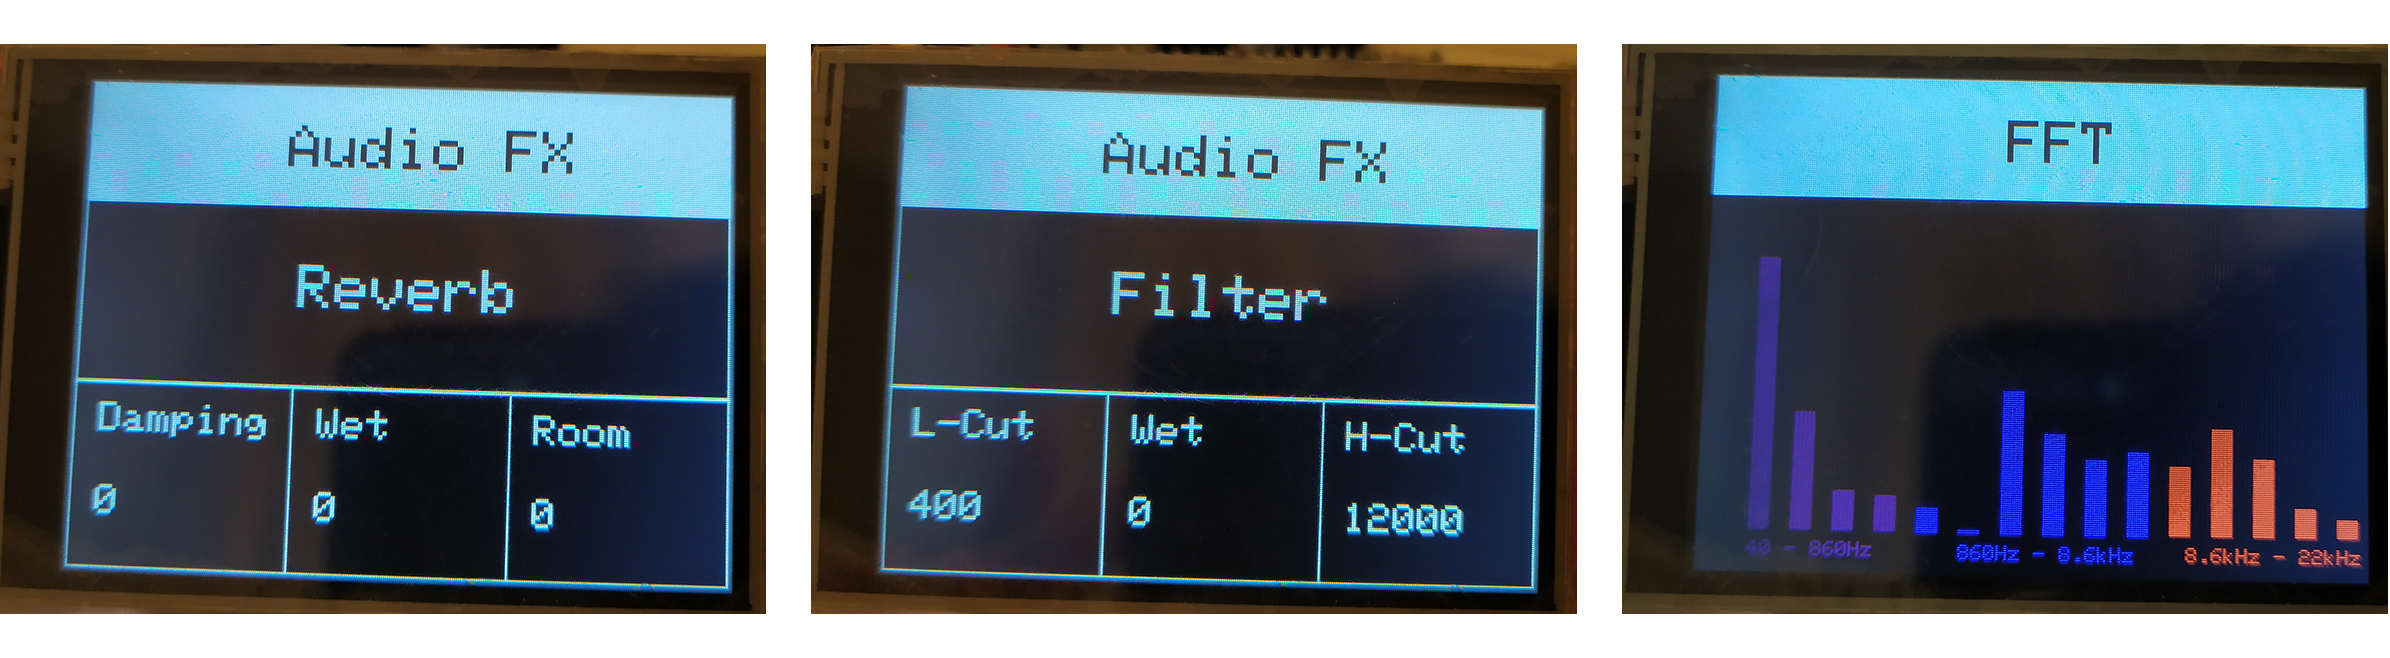 Audio FX
Reverb
Damping Wet Room
0 0 0
Audio FX
Filter
L-Cut Wet H-Cut
400 0 12000
FFT
40 - 860Hz 860Hz - 8.6kHz 8.6kHz - 22kHz